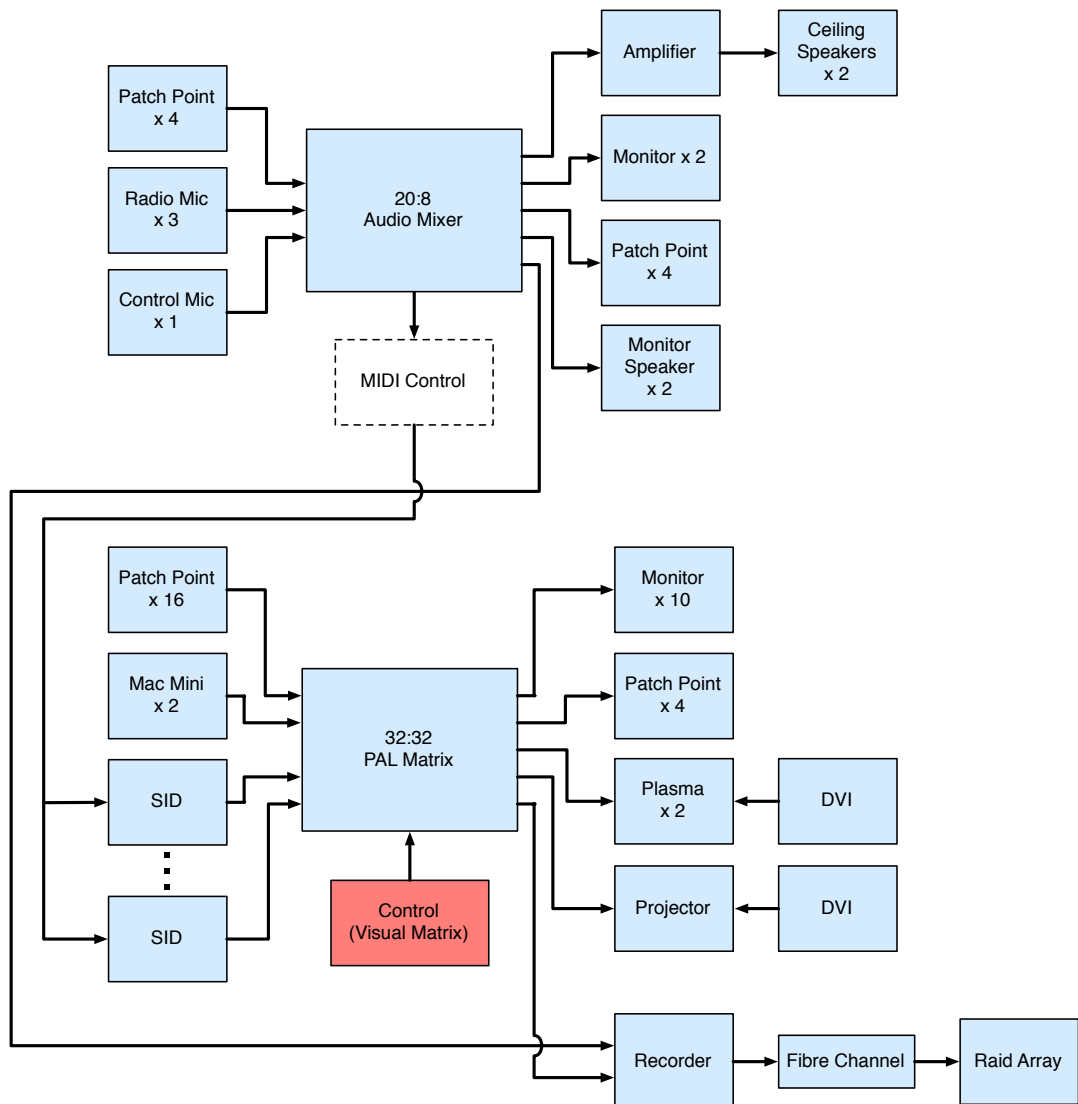 Amplifier
Ceiling
Speakers
x 2
Patch Point
x 4
Monitor x 2
Radio Mic
x 3
20:8
Audio Mixer
Patch Point
x 4
Control Mic
x 1
Monitor
Speaker
x 2
MIDI Control
Patch Point
x 16
Monitor
x 10
Mac Mini
x 2
Patch Point
x 4
32:32
PAL Matrix
SID
Plasma
x 2
DVI
SID
Control
(Visual Matrix)
Projector
DVI
Recorder
Fibre Channel
Raid Array